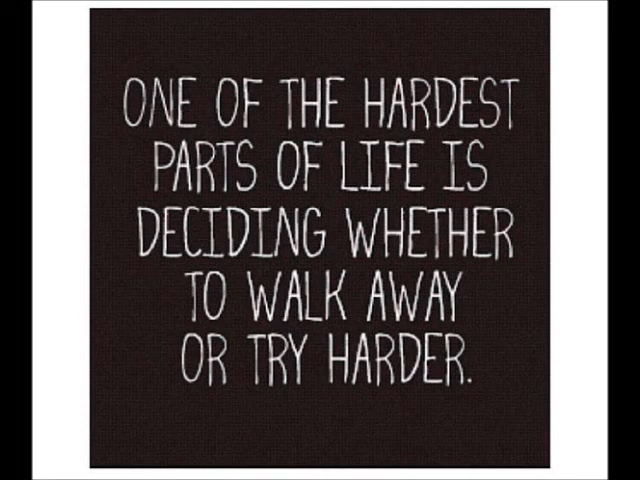 ONE OF THE HARDEST
PARTS OF LIFE IS
DECIDING WHETHER
TO WALK AWAY
OR TRY HARDER.